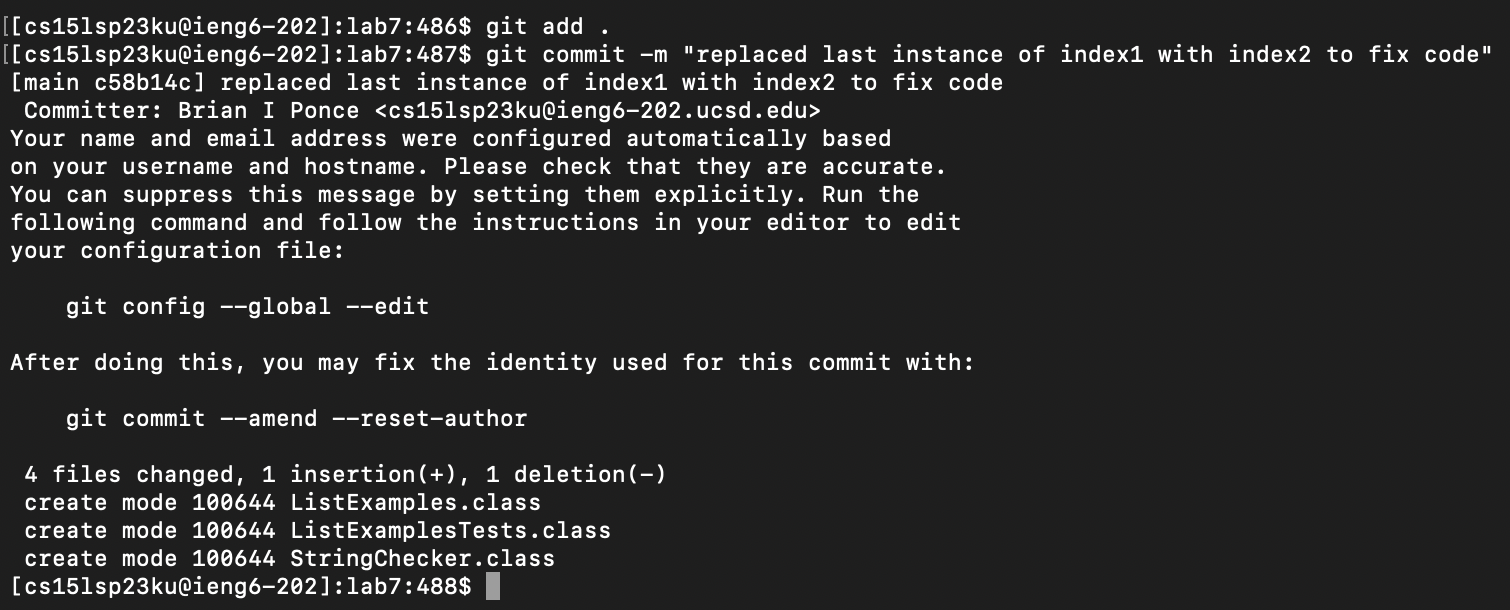 [[cs15lsp23ku@ieng6-202]:lab7:486$ git add .
[[cs15lsp23ku@ieng6-202]:lab7:487$ git commit -m "replaced last instance of index1 with index2 to fix code"
[main c58b14c] replaced last instance of index1 with index2 to fix code
 Committer: Brian I Ponce <cs15lsp23ku@ieng6-202.ucsd.edu>
Your name and email address were configured automatically based
on your username and hostname. Please check that they are accurate.
You can suppress this message by setting them explicitly. Run the
following command and follow the instructions in your editor to edit
your configuration file:

    git config --global --edit

After doing this, you may fix the identity used for this commit with:

    git commit --amend --reset-author

 4 files changed, 1 insertion(+), 1 deletion(-)
 create mode 100644 ListExamples.class
 create mode 100644 ListExamplesTests.class
 create mode 100644 StringChecker.class
[cs15lsp23ku@ieng6-202]:lab7:488$